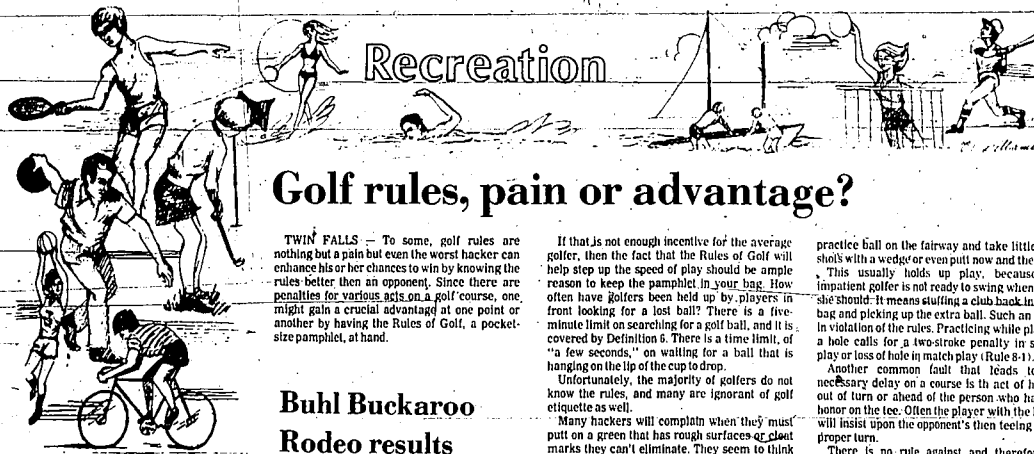 Recreation
Golf rules, pain or advantage?
TWIN FALLS — To some, golf rules are
nothing but a pain but even the worst hacker can
enhance his or her chances to win by knowing the
rules better then an opponent. Since there are
penalties for various acts on a golf course, one
might gain a crucial advantage at one point or
another by having the Rules of Golf, a pocket-
size pamphlet, at hand.
Buhl Buckaroo
Rodeo results
If that is not enough incentive for the average
golfer, then the fact that the Rules of Golf will
help step up the speed of play should be ample
reason to keep the pamphlet in your bag. How
often have golfers been held up by players in
front looking for a lost ball? There is a five-
minute limit on searching for a golf ball, and it is
covered by Definition 6. There is a time limit, of
"a few seconds," on waiting for a ball that is
hanging on the lip of the cup to drop.
Unfortunately, the majority of golfers do not
know the rules, and many are ignorant of golf
etiquette as well.
Many hackers will complain when they must
putt on a green that has rough surfaces or cleat
marks they can't eliminate. They seem to think
practice ball on the fairway and take little
shots with a wedge or even putt now and the
This usually holds up play, because
impatient golfer is not ready to swing when
she should. It means stuffing a club back in
bag and picking up the extra ball. Such an
in violation of the rules. Practicing while pl
a hole calls for a two-stroke penalty in s
play or loss of hole in match play (Rule 8-1).
Another common fault that leads to
necessary delay on a course is th act of h
out of turn or ahead of the person who ha
honor on the tee. Often the player with the
will insist upon the opponent's then teeing
proper turn.
There is no rule against and therefo